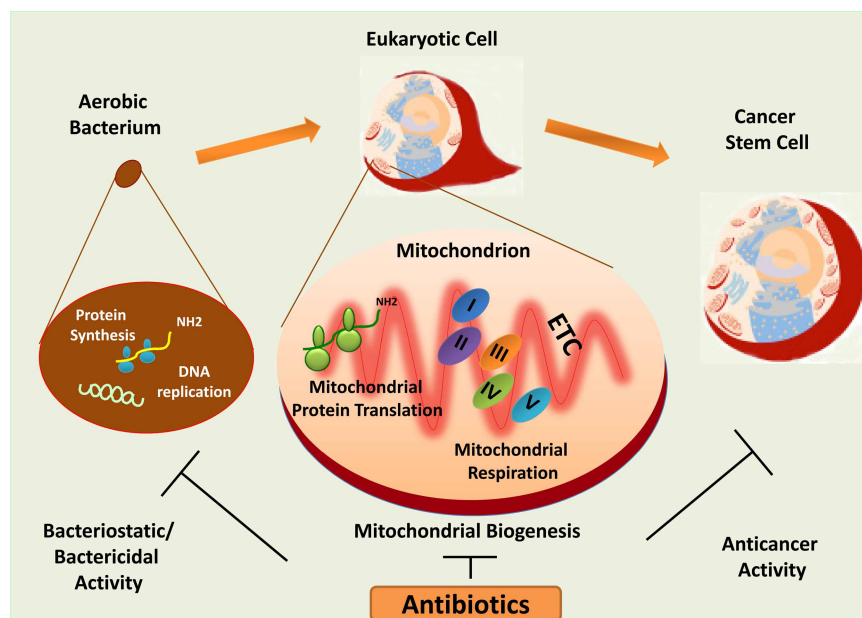 Eukaryotic Cell
Aerobic
Bacterium
Cancer
Stem Cell
Mitochondrion
Protein
Synthesis
NH2
DNA
replication
NH2
I
II
III
IV
V
ETC
Mitochondrial
Protein Translation
Mitochondrial
Respiration
Bacteriostatic/
Bactericidal
Activity
Mitochondrial Biogenesis
Anticancer
Activity
Antibiotics